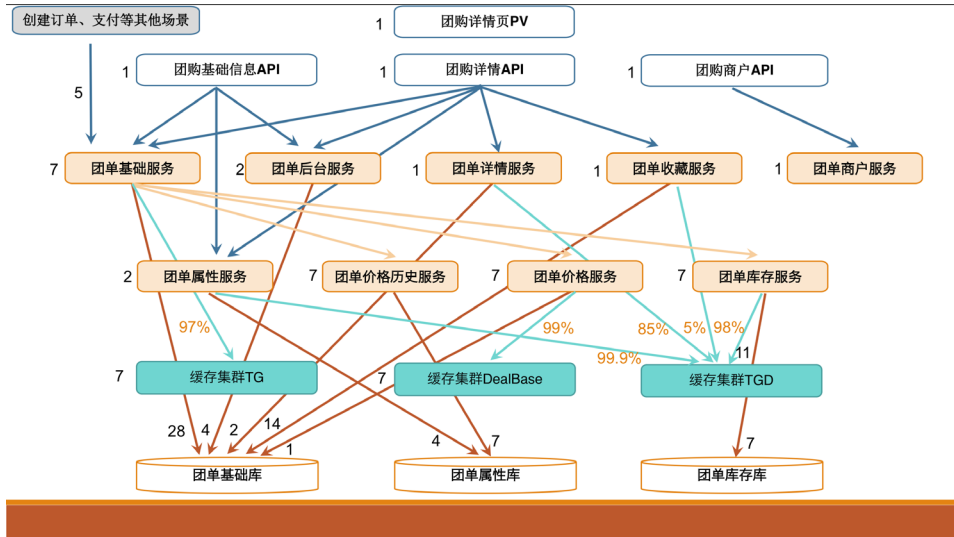 创建订单、支付等其他场景
1
团购详情页PV
1
团购基础信息API
1
团购详情API
1
团购商户API
5
7
团单基础服务
2
团单后台服务
1
团单详情服务
1
团单收藏服务
1
团单商户服务
2
团单属性服务
7
团单价格历史服务
7
团单价格服务
7
团单库存服务
97%
99%
85%
5%
98%
99.9%
11
7
缓存集群TG
7
缓存集群DealBase
缓存集群TGD
28
4
2
14
1
4
7
7
团单基础库
团单属性库
团单库存库